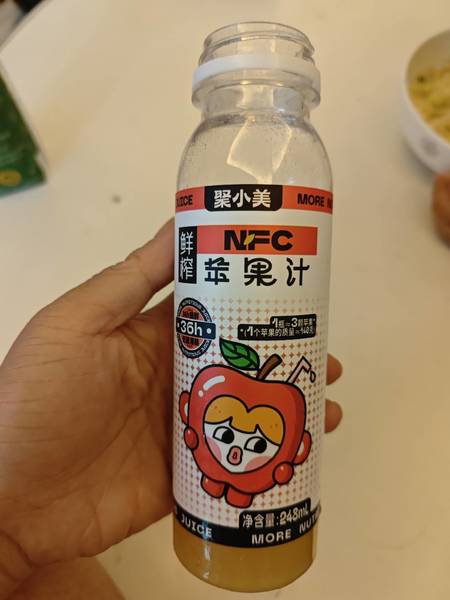 JUICE
聚小美
MORE N
鲜榨
NFC
苹果汁
36h
1瓶≈3颗苹果
(1个苹果的质量≈140克)
净含量:248mL
JUICE
MORE NUT